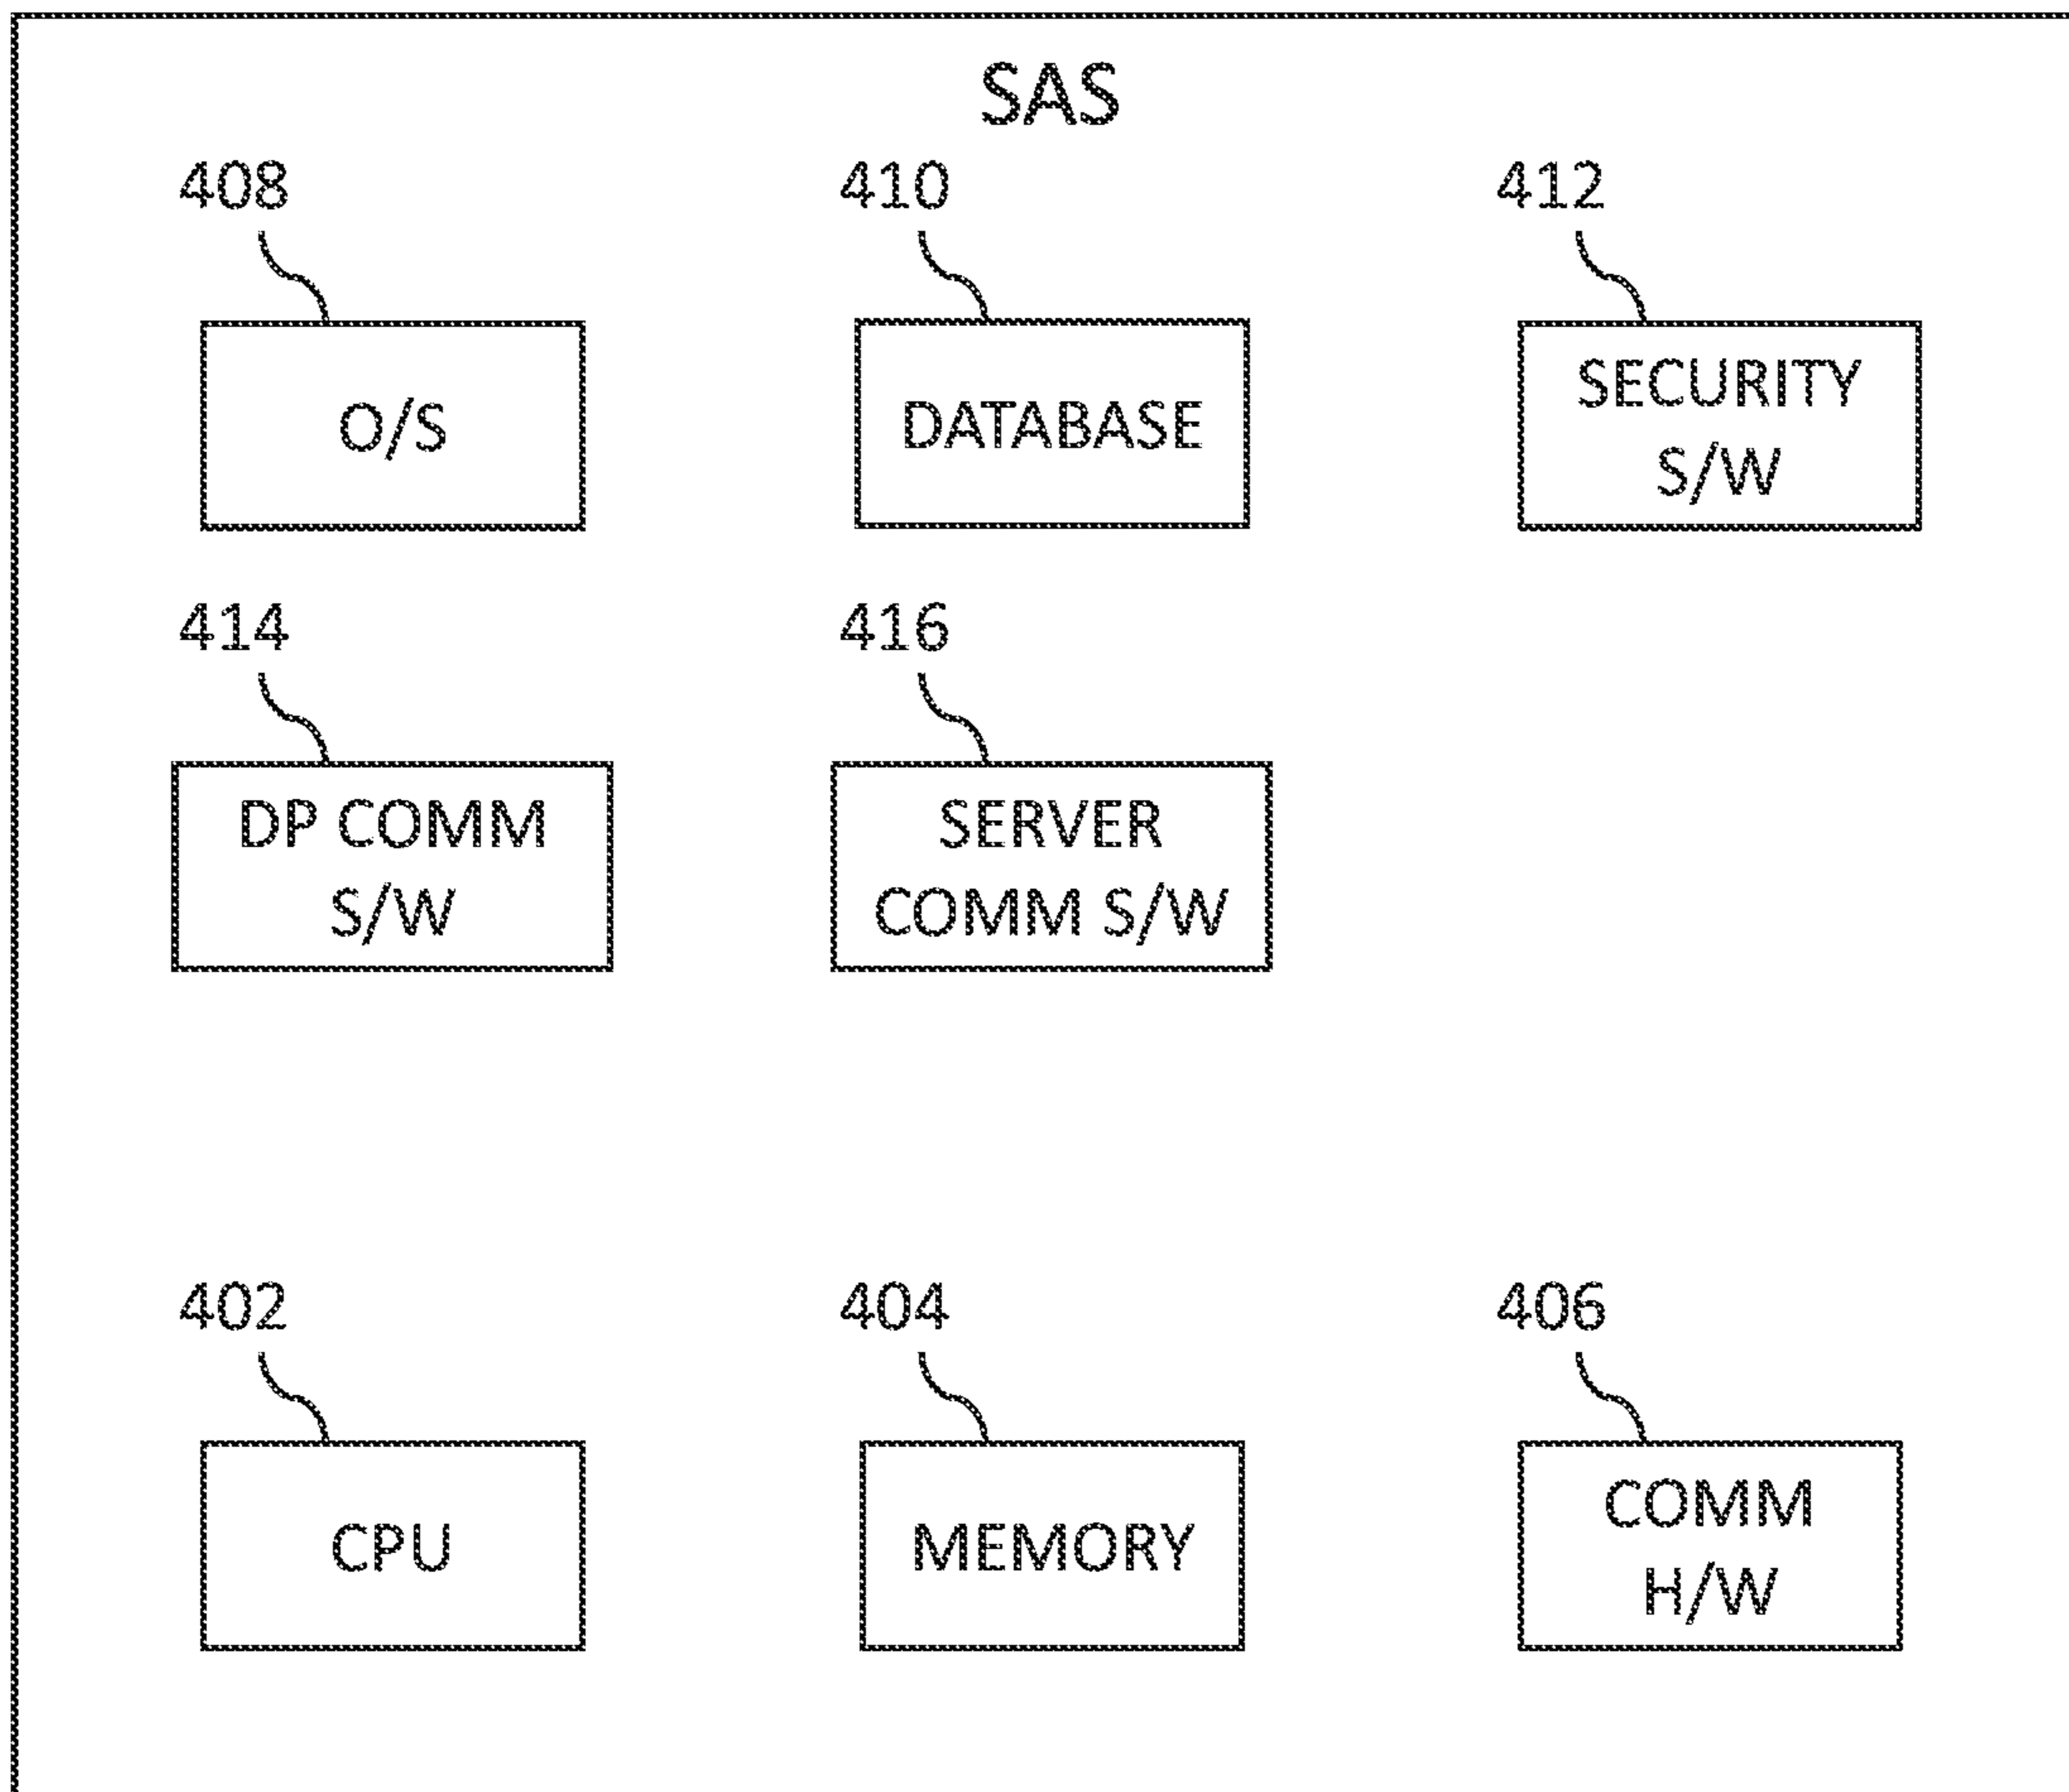 SAS
408
410
412
O/S
DATABASE
SECURITY
S/W
414
416
DP COMM
S/W
SERVER
COMM S/W
402
404
406
CPU
MEMORY
COMM
H/W